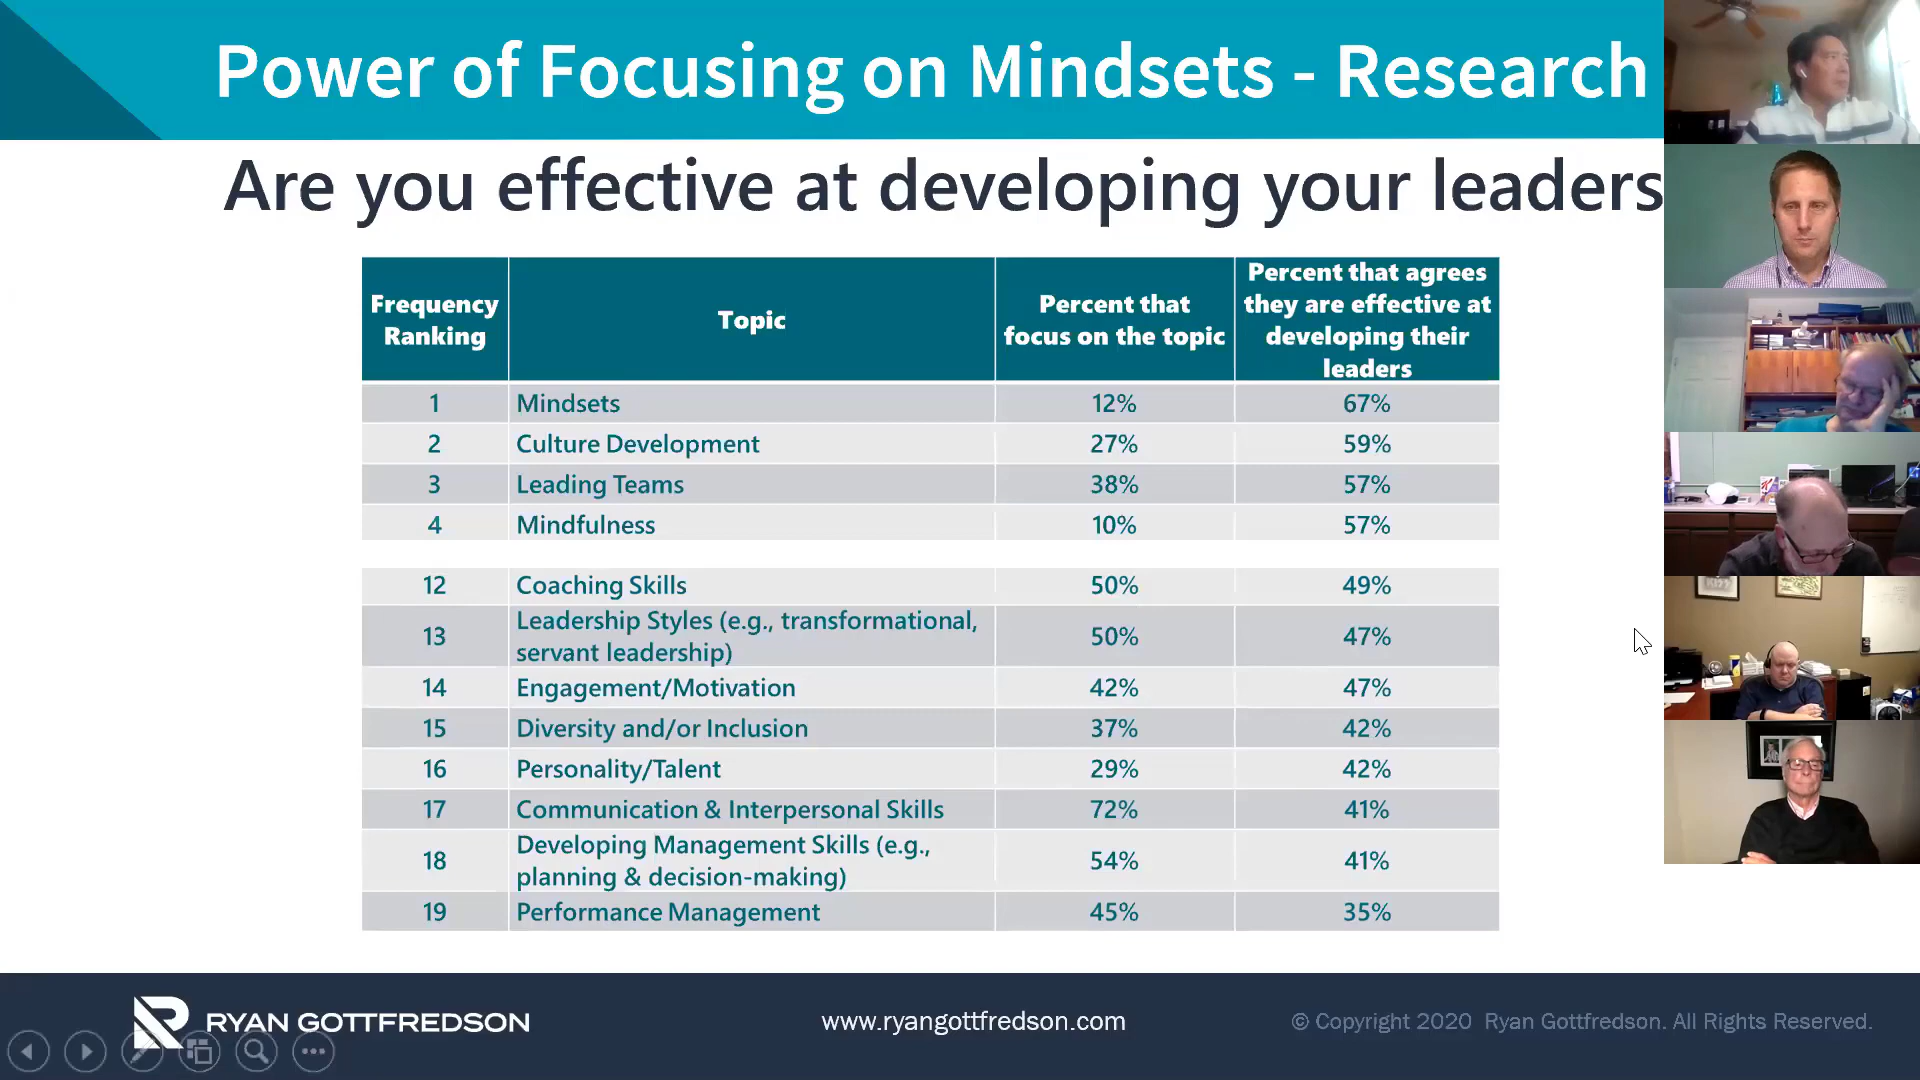 Power of Focusing on Mindsets - Research
Are you effective at developing your leaders
Frequency Ranking Topic Percent that focus on the topic Percent that agrees they are effective at developing their leaders
1 Mindsets 12% 67%
2 Culture Development 27% 59%
3 Leading Teams 38% 57%
4 Mindfulness 10% 57%
12 Coaching Skills 50% 49%
13 Leadership Styles (e.g., transformational, servant leadership) 50% 47%
14 Engagement/Motivation 42% 47%
15 Diversity and/or Inclusion 37% 42%
16 Personality/Talent 29% 42%
17 Communication & Interpersonal Skills 72% 41%
18 Developing Management Skills (e.g., planning & decision-making) 54% 41%
19 Performance Management 45% 35%
RYAN GOTTFREDSON
www.ryangottfredson.com
© Copyright 2020 Ryan Gottfredson. All Rights Reserved.